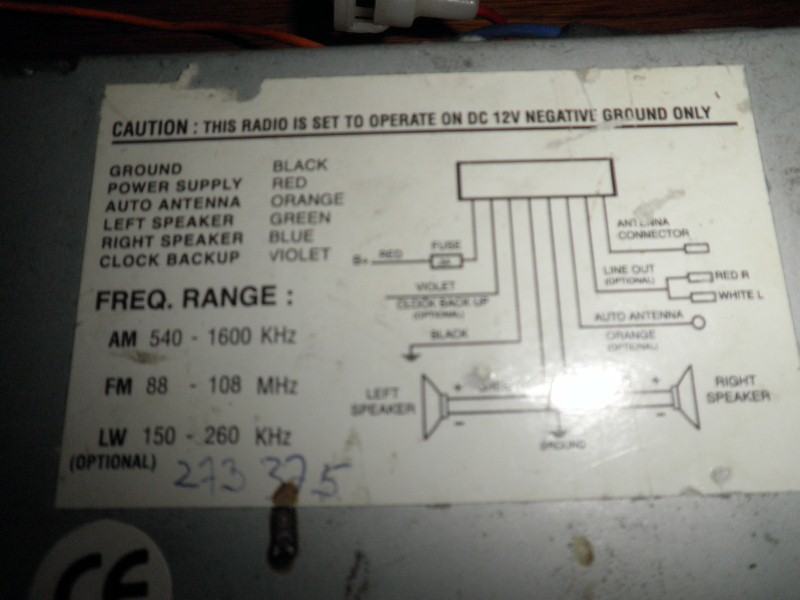 CAUTION : THIS RADIO IS SET TO OPERATE ON DC 12V NEGATIVE GROUND ONLY
GROUND BLACK
POWER SUPPLY RED
AUTO ANTENNA ORANGE
LEFT SPEAKER GREEN
RIGHT SPEAKER BLUE
CLOCK BACKUP VIOLET
FREQ. RANGE :
AM 540 - 1600 KHz
FM 88 - 108 MHz
LW 150 - 260 KHz
(OPTIONAL)
273 375
ANTENNA
CONNECTOR
FUSE
B+ RED
LINE OUT
(OPTIONAL)
RED R
WHITE L
VIOLET
CLOCK BACK UP
(OPTIONAL)
AUTO ANTENNA
ORANGE
(OPTIONAL)
BLACK
LEFT
SPEAKER
+
-
+
-
RIGHT
SPEAKER
GROUND
CE